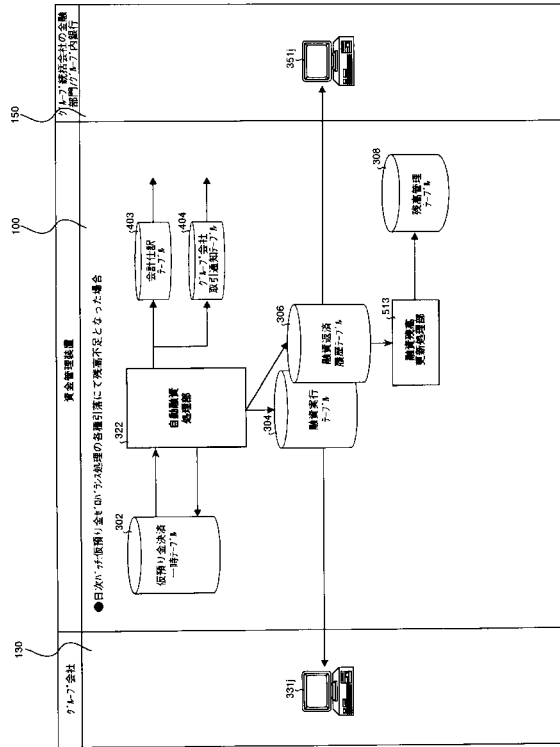 130
グループ会社
100
資金管理装置
150
グループ統括会社の金融
部門/グループ内銀行
●日次バッチ:仮預り金ゼロバランス処理の各種引落にて残高不足となった場合
302
仮預り金決済
一時テーブル
322
自動融資
処理部
403
会計仕訳
テーブル
404
グループ会社
取引通知テーブル
304
融資実行
テーブル
306
融資返済
履歴テーブル
513
融資残高
更新処理部
308
残高管理
テーブル
331j
351j